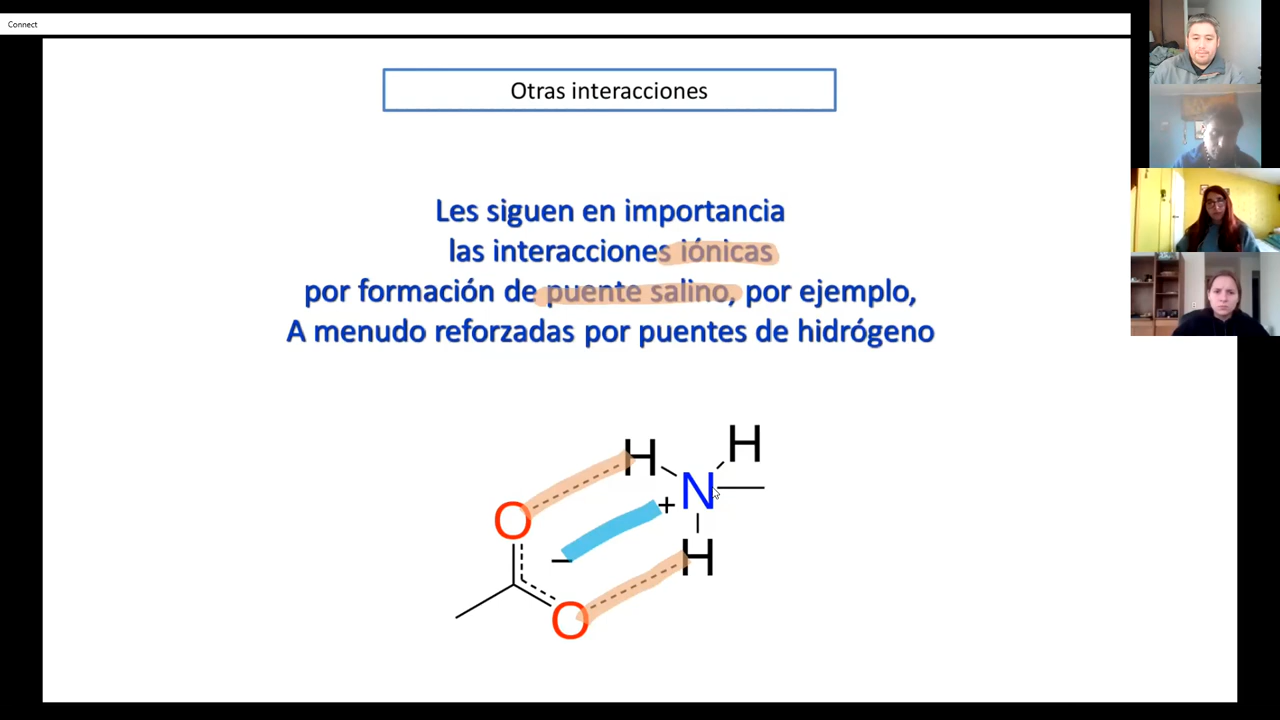 Connect
Otras interacciones
Les siguen en importancia
las interacciones iónicas
por formación de puente salino, por ejemplo,
A menudo reforzadas por puentes de hidrógeno
H
H
N
+
O
−
H
O